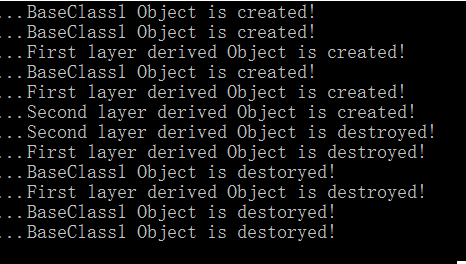 ...BaseClass1 Object is created!
...BaseClass1 Object is created!
...First layer derived Object is created!
...BaseClass1 Object is created!
...First layer derived Object is created!
...Second layer derived Object is created!
...Second layer derived Object is destroyed!
...First layer derived Object is destroyed!
...BaseClass1 Object is destoryed!
...First layer derived Object is destroyed!
...BaseClass1 Object is destoryed!
...BaseClass1 Object is destoryed!